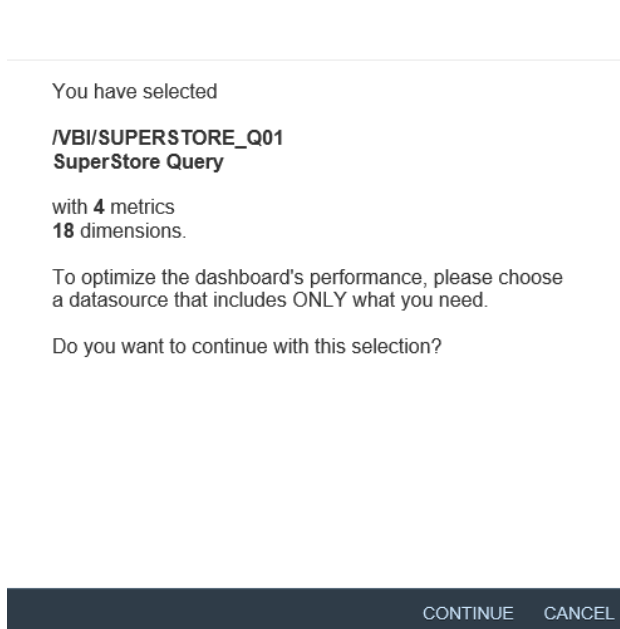 You have selected
/VBI/SUPERSTORE_Q01
SuperStore Query
with 4 metrics
18 dimensions.
To optimize the dashboard's performance, please choose
a datasource that includes ONLY what you need.
Do you want to continue with this selection?
CONTINUE CANCEL